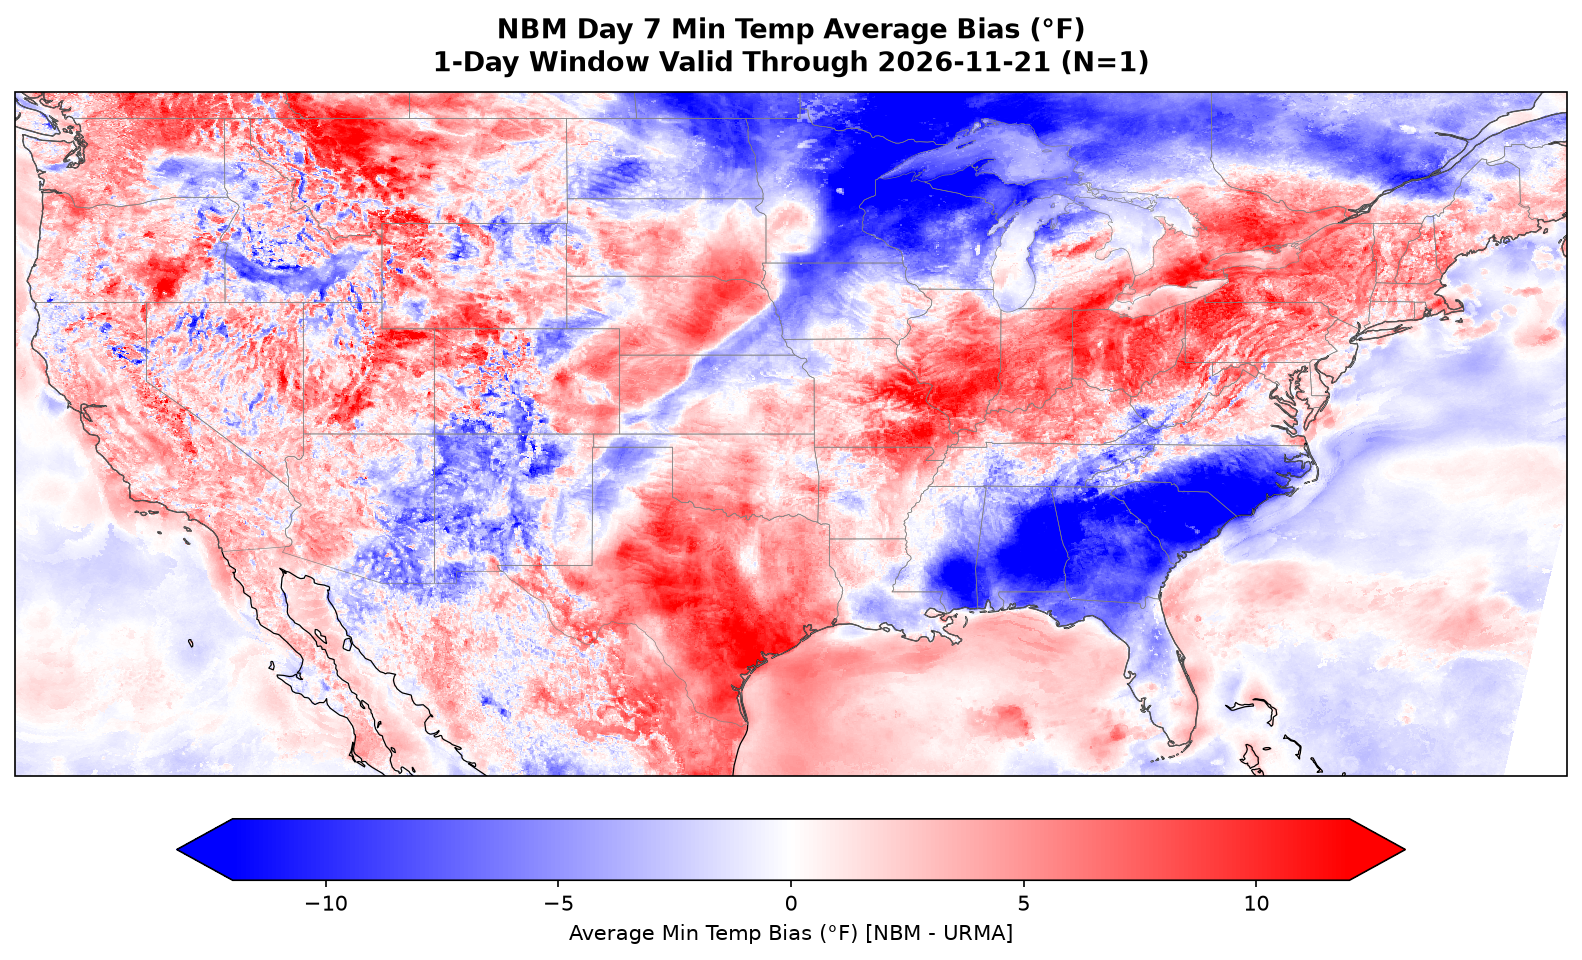 NBM Day 7 Min Temp Average Bias (°F)
1-Day Window Valid Through 2026-11-21 (N=1)
−10 −5 0 5 10
Average Min Temp Bias (°F) [NBM - URMA]